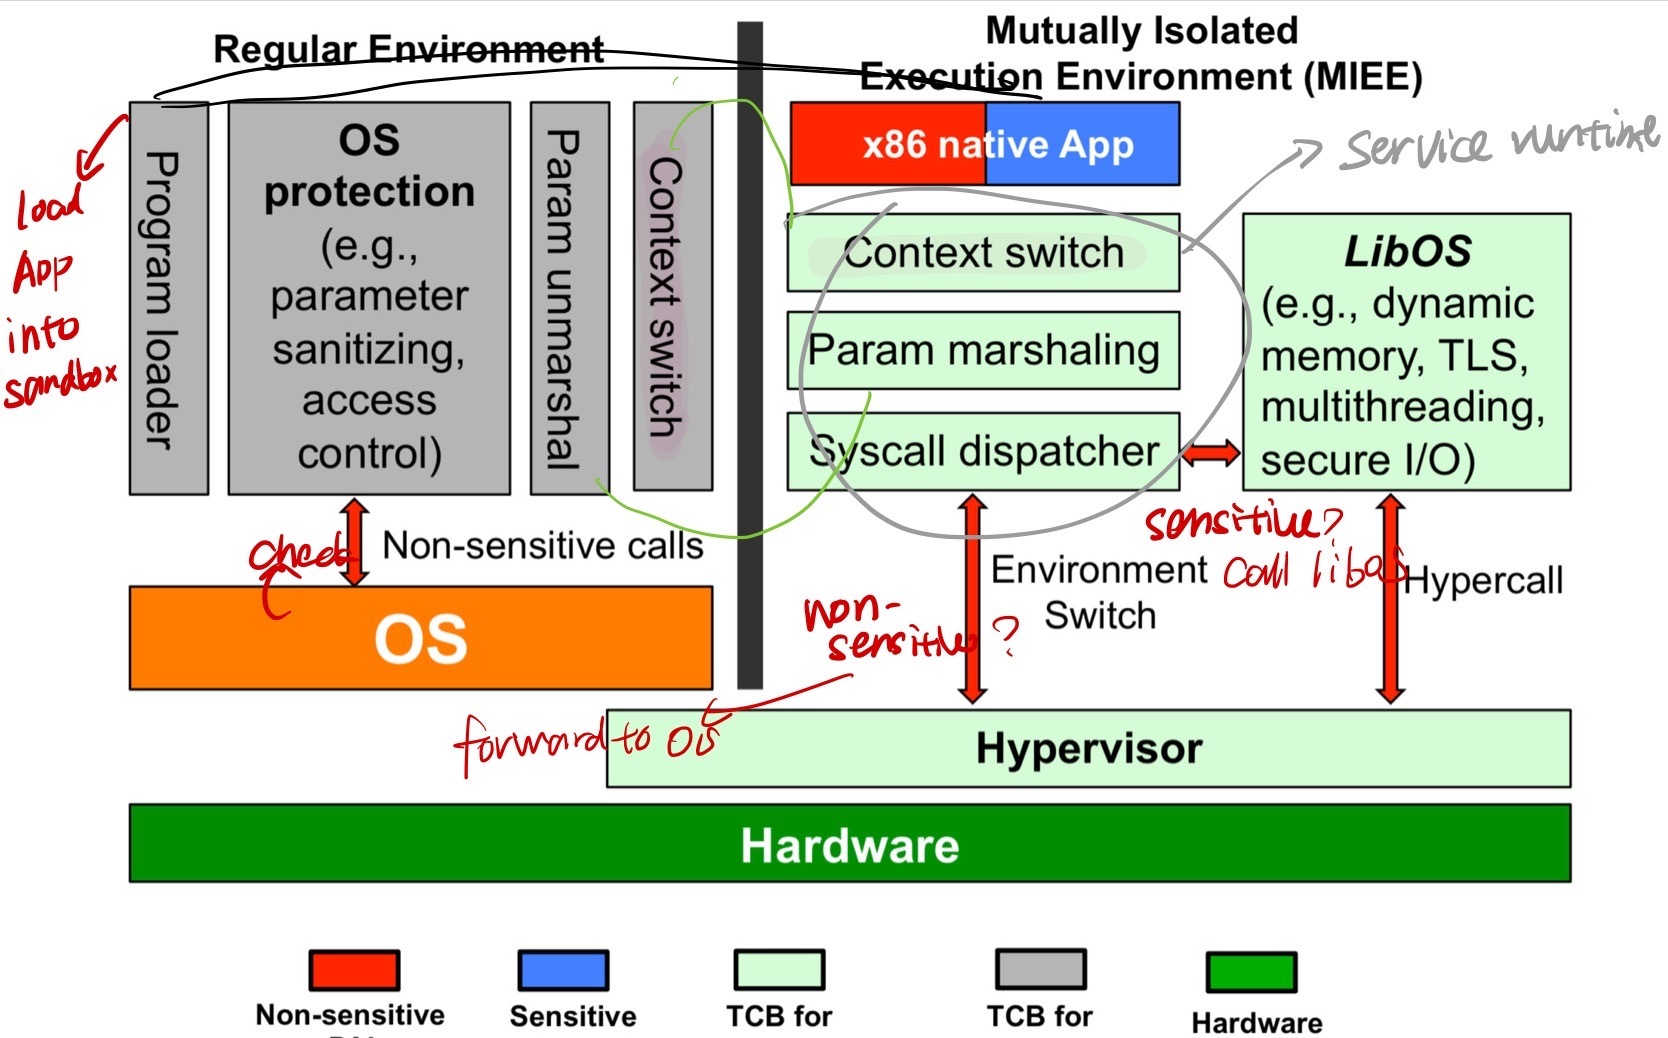 Regular Environment
Mutually Isolated
Execution Environment (MIEE)
load
App
into
sandbox
Program loader
OS
protection
(e.g.,
parameter
sanitizing,
access
control)
Param unmarshal
Context switch
x86 native App
Service runtime
Context switch
Param marshaling
Syscall dispatcher
LibOS
(e.g., dynamic
memory, TLS,
multithreading,
secure I/O)
check
Non-sensitive calls
OS
non-
sensitive?
forward to OS
Environment
Switch
sensitive?
call libos
Hypercall
Hypervisor
Hardware
Non-sensitive
Sensitive
TCB for
TCB for
Hardware